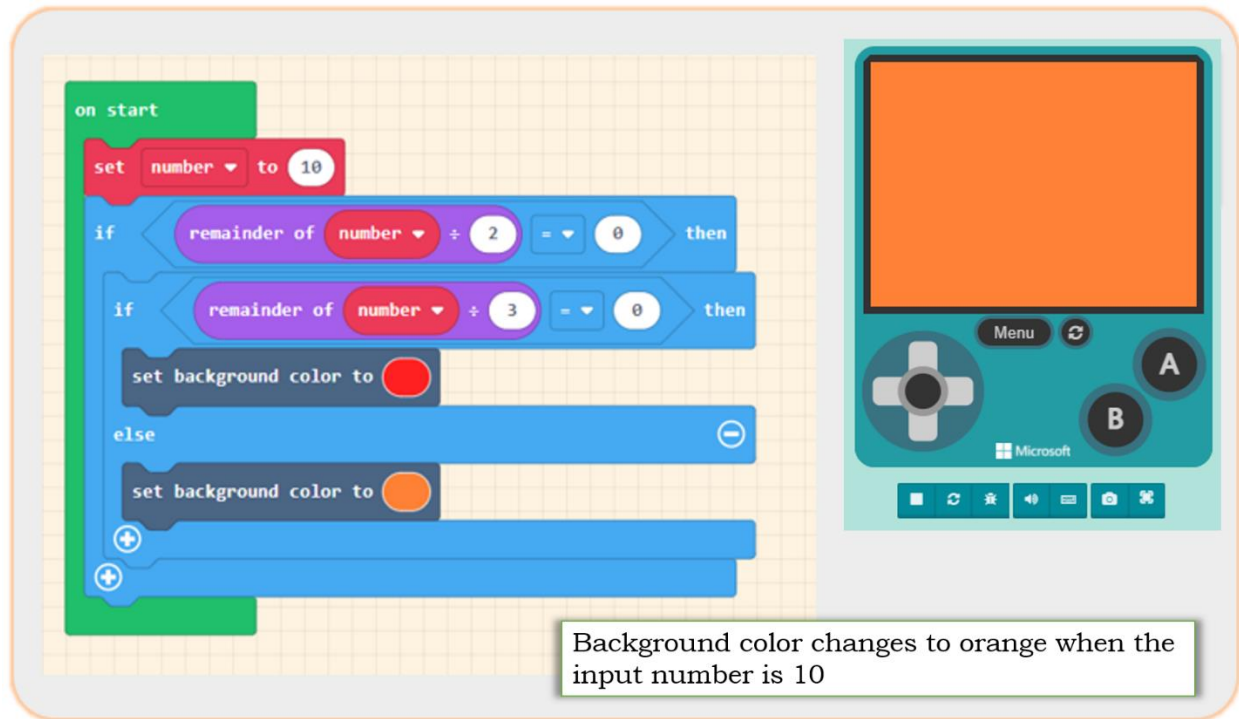 on start
set number to 10
if remainder of number ÷ 2 = 0 then
if remainder of number ÷ 3 = 0 then
set background color to
else
set background color to
Menu
A
B
Microsoft
Background color changes to orange when the
input number is 10